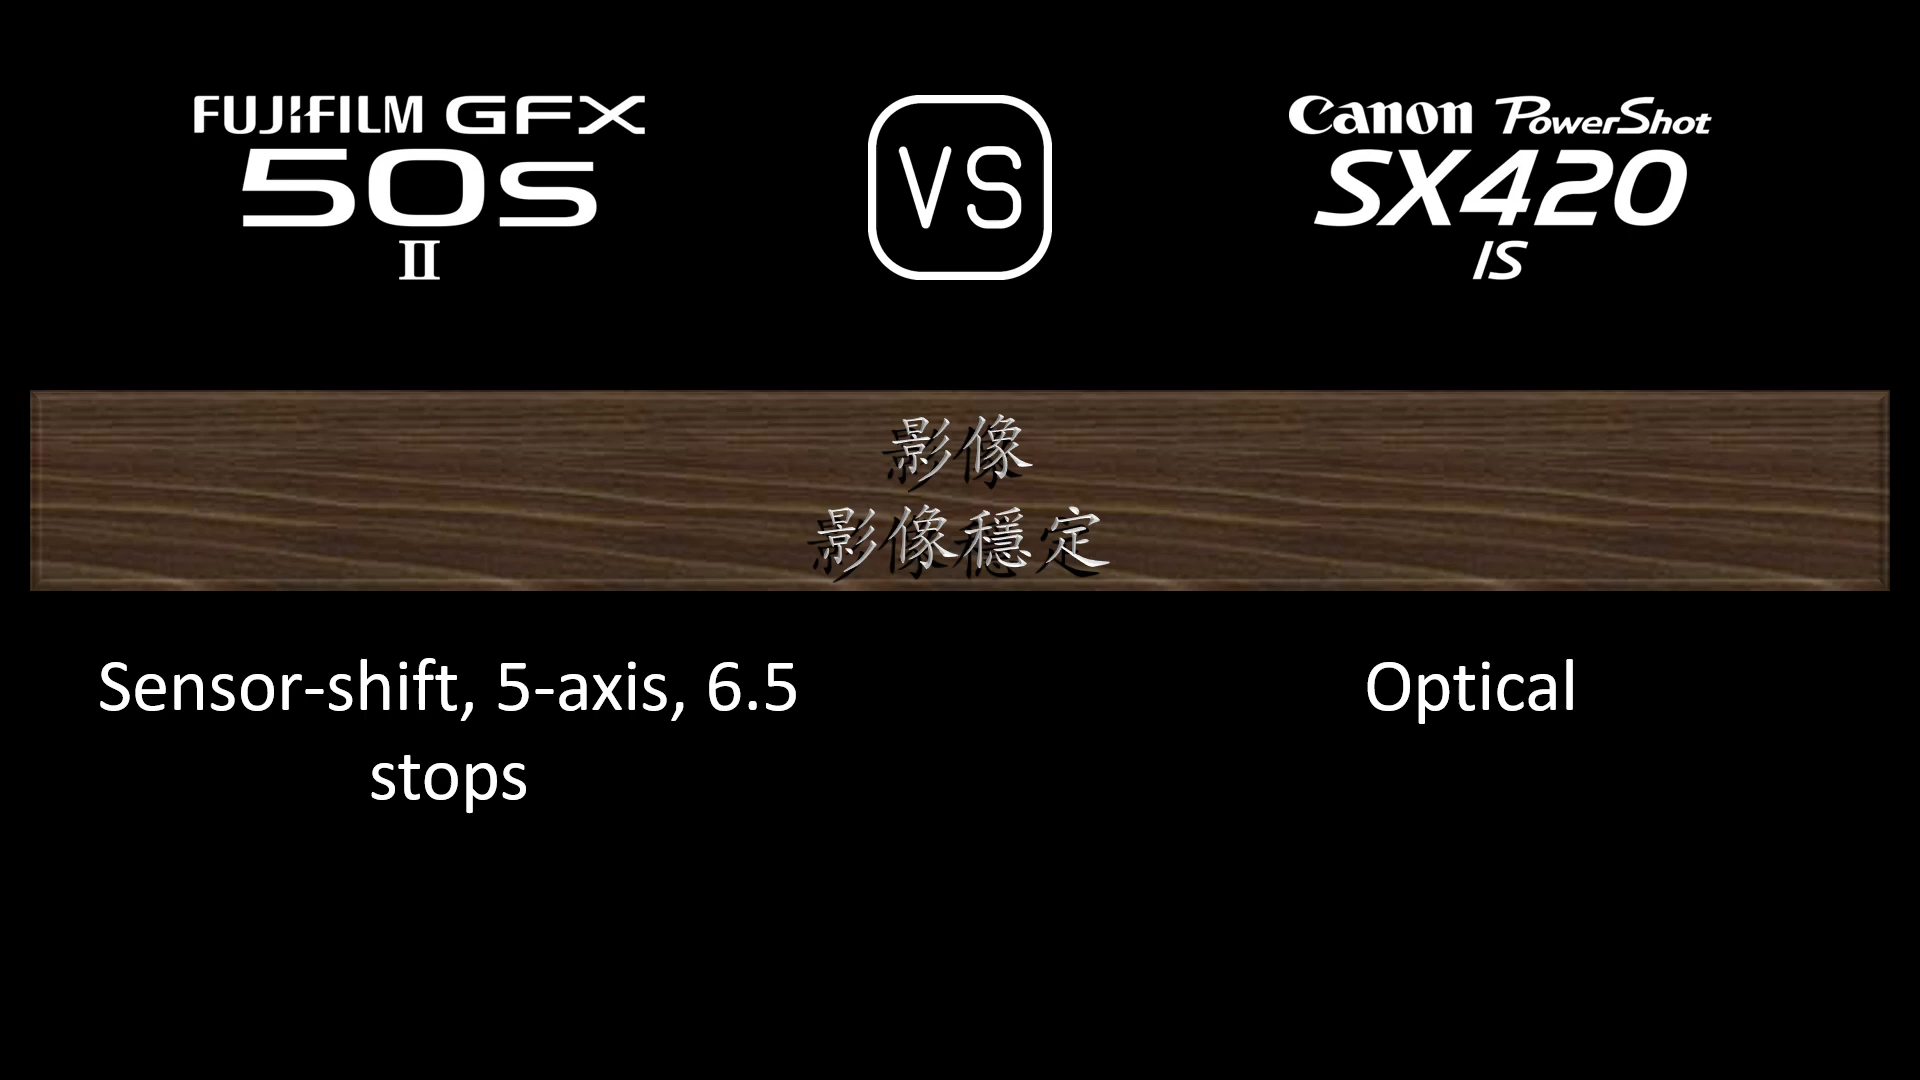 FUJIFILM GFX
50S
II
VS
Canon PowerShot
SX420
IS
影像
影像穩定
Sensor-shift, 5-axis, 6.5
stops
Optical